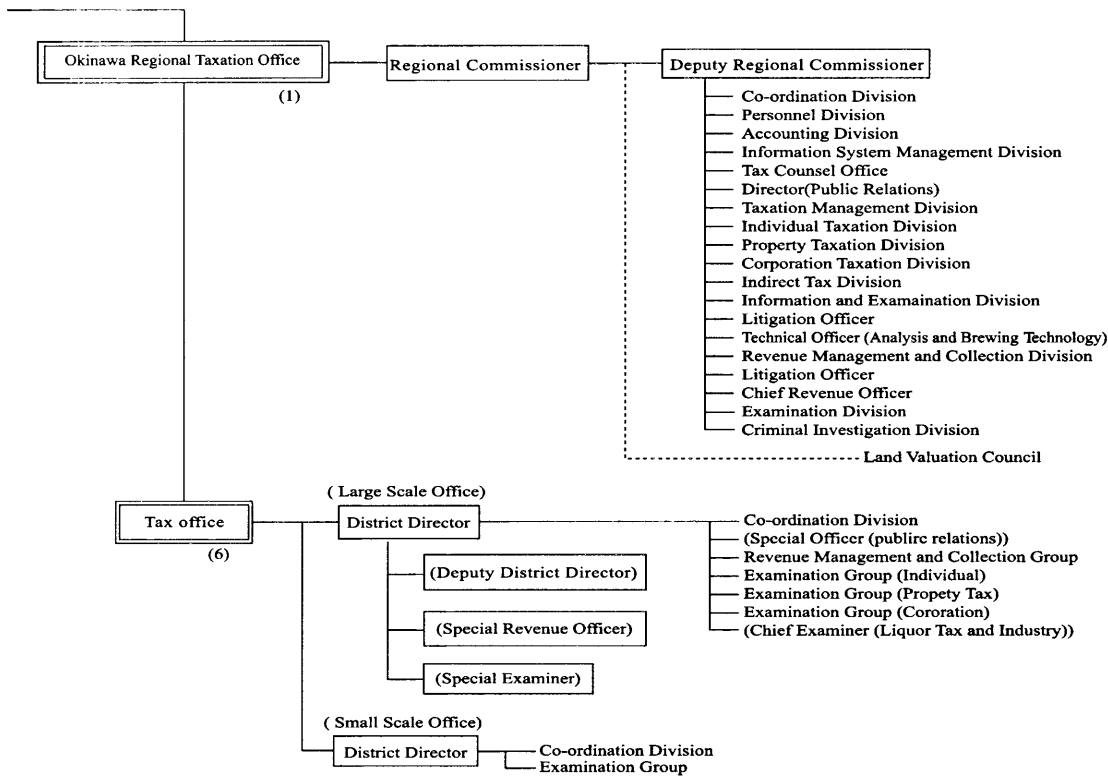 Okinawa Regional Taxation Office
Regional Commissioner
Deputy Regional Commissioner
(1)
Co-ordination Division
Personnel Division
Accounting Division
Information System Management Division
Tax Counsel Office
Director(Public Relations)
Taxation Management Division
Individual Taxation Division
Property Taxation Division
Corporation Taxation Division
Indirect Tax Division
Information and Examaination Division
Litigation Officer
Technical Officer (Analysis and Brewing Technology)
Revenue Management and Collection Division
Litigation Officer
Chief Revenue Officer
Examination Division
Criminal Investigation Division
Land Valuation Council
( Large Scale Office)
Tax office
(6)
District Director
(Deputy District Director)
(Special Revenue Officer)
(Special Examiner)
Co-ordination Division
(Special Officer (publirc relations))
Revenue Management and Collection Group
Examination Group (Individual)
Examination Group (Propety Tax)
Examination Group (Cororation)
(Chief Examiner (Liquor Tax and Industry))
( Small Scale Office)
District Director
Co-ordination Division
Examination Group